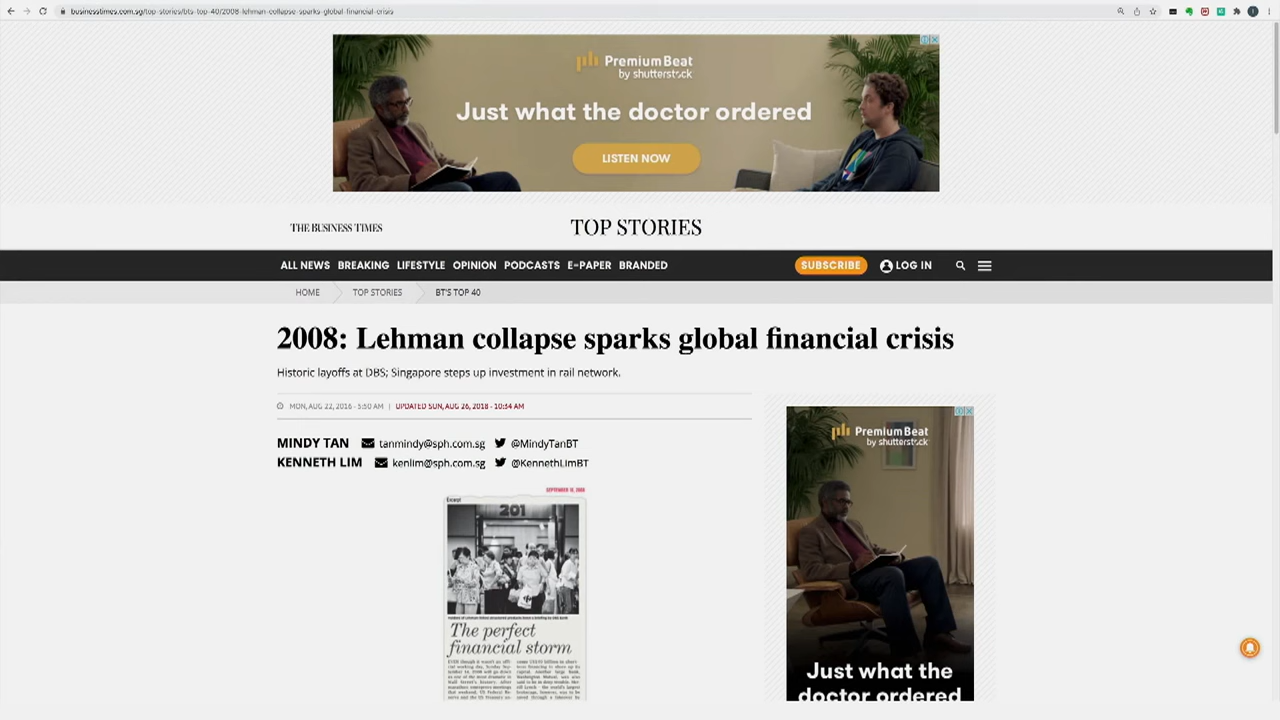 businesstimes.com.sg/top-stories/bts-top-40/2008-lehman-collapse-sparks-global-financial-crisis
PremiumBeat
by shutterstock
Just what the doctor ordered
LISTEN NOW
THE BUSINESS TIMES
TOP STORIES
ALL NEWS BREAKING LIFESTYLE OPINION PODCASTS E-PAPER BRANDED SUBSCRIBE LOG IN
HOME TOP STORIES BT'S TOP 40
2008: Lehman collapse sparks global financial crisis
Historic layoffs at DBS; Singapore steps up investment in rail network.
MON, AUG 22, 2016 - 5:50 AM | UPDATED SUN, AUG 26, 2018 - 10:34 AM
MINDY TAN tanmindy@sph.com.sg @MindyTanBT
KENNETH LIM kenlim@sph.com.sg @KennethLimBT
Excerpt
201
The perfect
financial storm
PremiumBeat
by shutterstock
Just what the
doctor ordered